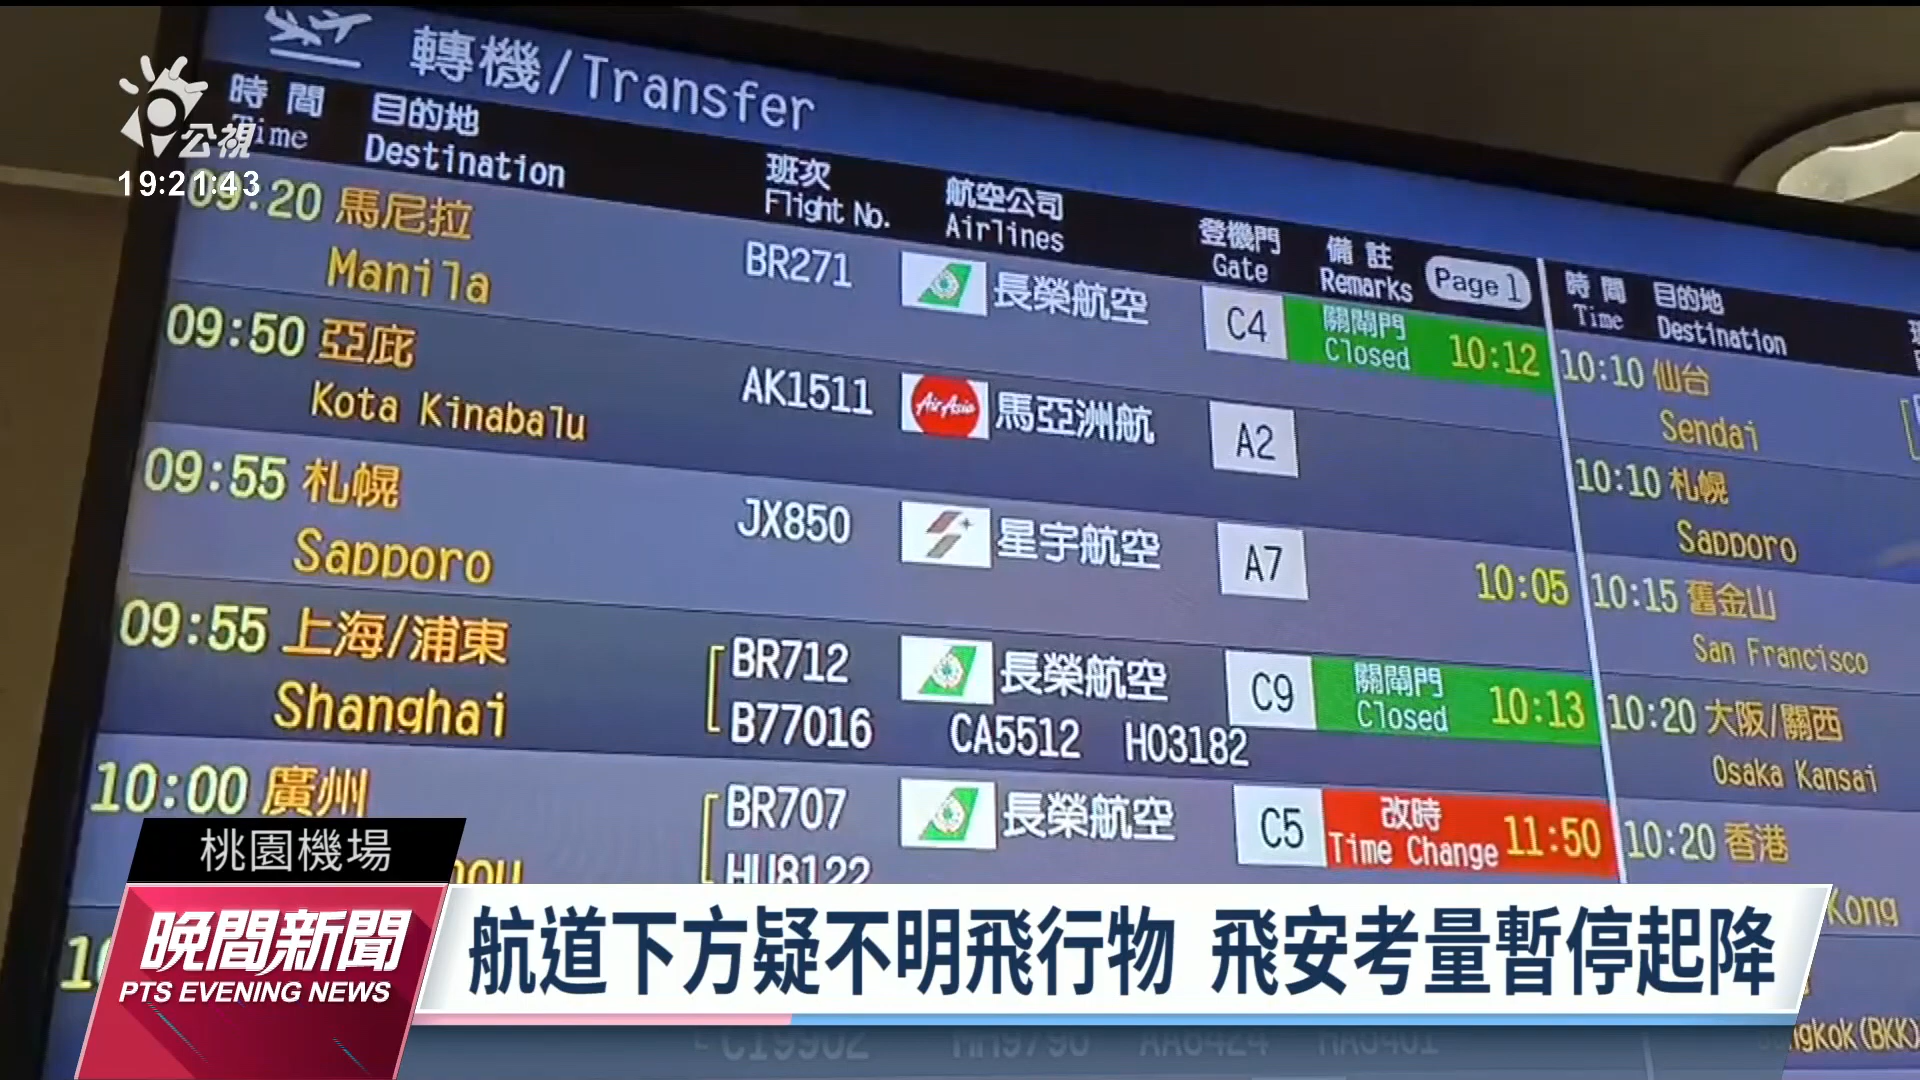 轉機/Transfer
公視
19:21:43
時間 目的地 班次 航空公司 登機門 備註 Page 1
Time Destination Flight No. Airlines Gate Remarks
09:20 馬尼拉 BR271 長榮航空 C4 關閘門 10:12
Manila Closed
09:50 亞庇 AK1511 AirAsia 馬亞洲航 A2
Kota Kinabalu
09:55 札幌 JX850 星宇航空 A7 10:05
Sapporo
09:55 上海/浦東 BR712 長榮航空 C9 關閘門 10:13
Shanghai B77016 CA5512 HO3182 Closed
10:00 廣州 BR707 長榮航空 C5 改時 11:50
HU8122 Time Change
時間 目的地
Time Destination
10:10 仙台
Sendai
10:10 札幌
Sapporo
10:15 舊金山
San Francisco
10:20 大阪/關西
Osaka Kansai
10:20 香港
Kong
(BKK)
桃園機場
晚間新聞
PTS EVENING NEWS
航道下方疑不明飛行物 飛安考量暫停起降